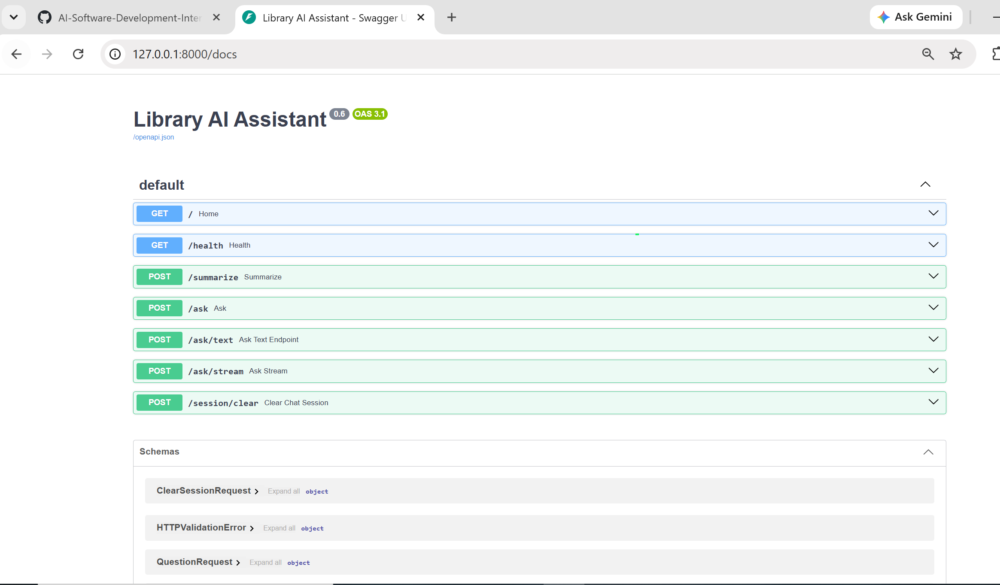 AI-Software-Development-Inter
Library AI Assistant - Swagger U
Ask Gemini
127.0.0.1:8000/docs
Library AI Assistant 0.6 OAS 3.1
/openapi.json
default
GET / Home
GET /health Health
POST /summarize Summarize
POST /ask Ask
POST /ask/text Ask Text Endpoint
POST /ask/stream Ask Stream
POST /session/clear Clear Chat Session
Schemas
ClearSessionRequest Expand all object
HTTPValidationError Expand all object
QuestionRequest Expand all object